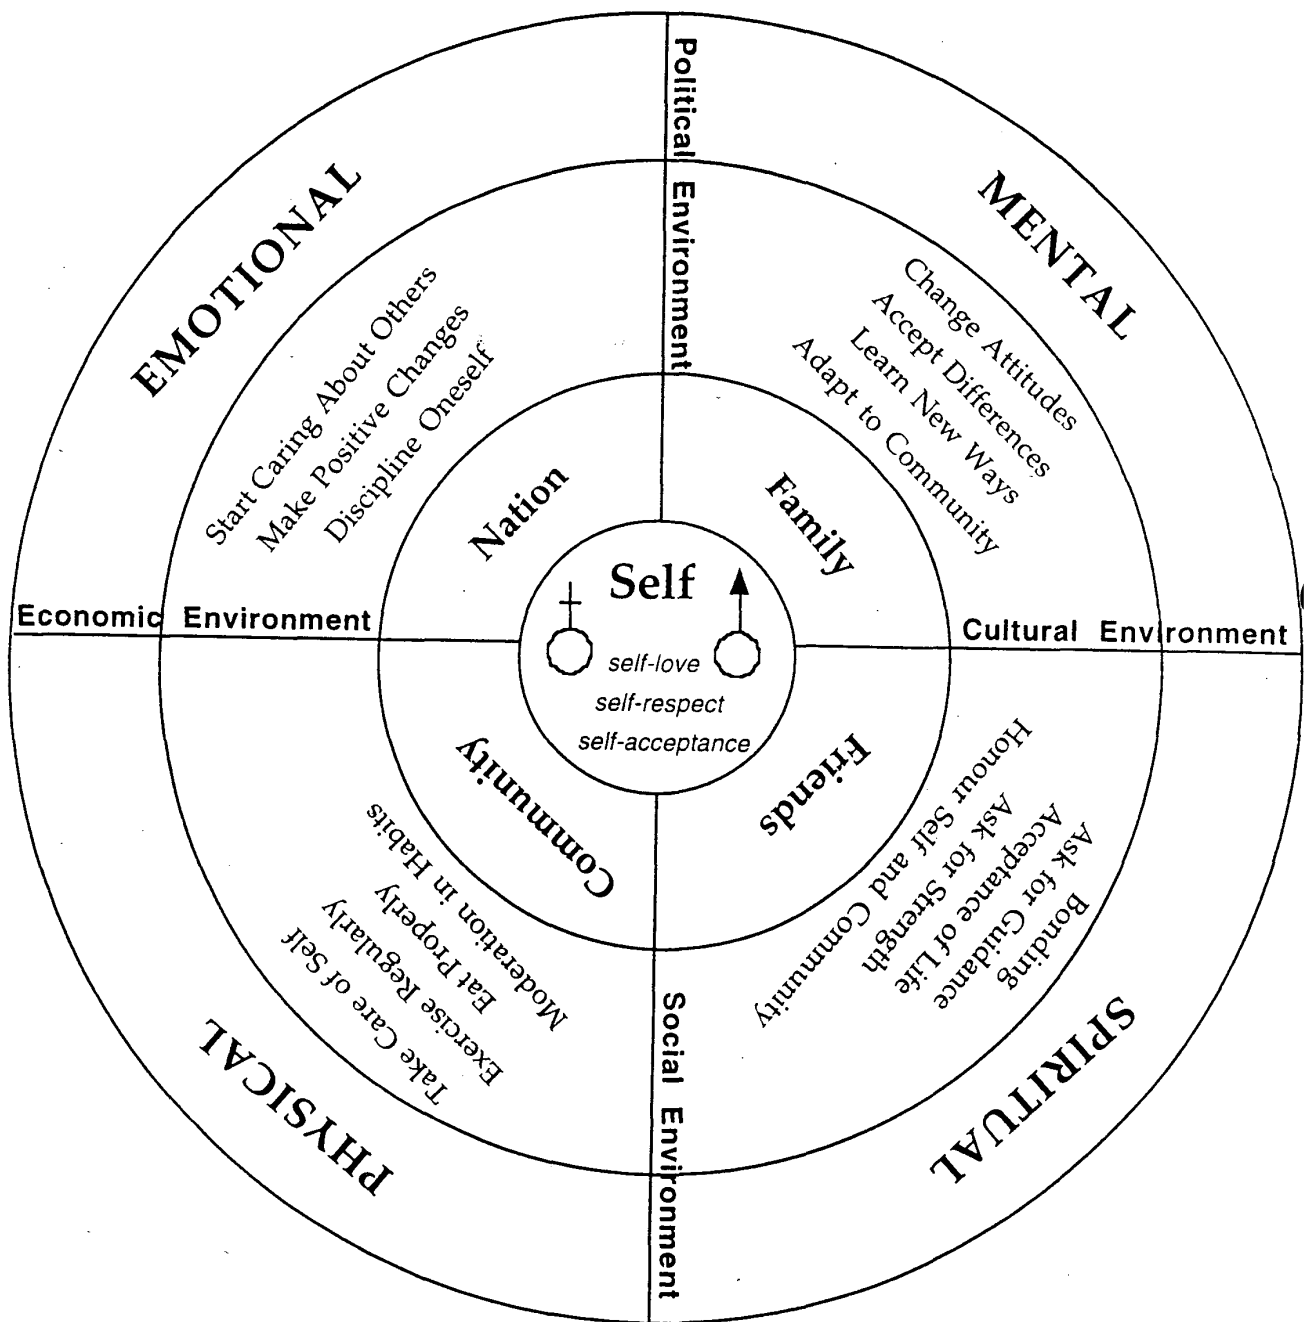 Political Environment
EMOTIONAL
Start Caring About Others
Make Positive Changes
Discipline Oneself
Nation
MENTAL
Change Attitudes
Accept Differences
Learn New Ways
Adapt to Community
Family
Economic Environment
Cultural Environment
Self
self-love
self-respect
self-acceptance
Community
Moderation in Habits
Eat Properly
Exercise Regularly
Take Care of Self
PHYSICAL
Friends
Honour Self and Community
Ask for Strength
Acceptance of Life
Ask for Guidance
Bonding
SPIRITUAL
Social Environment